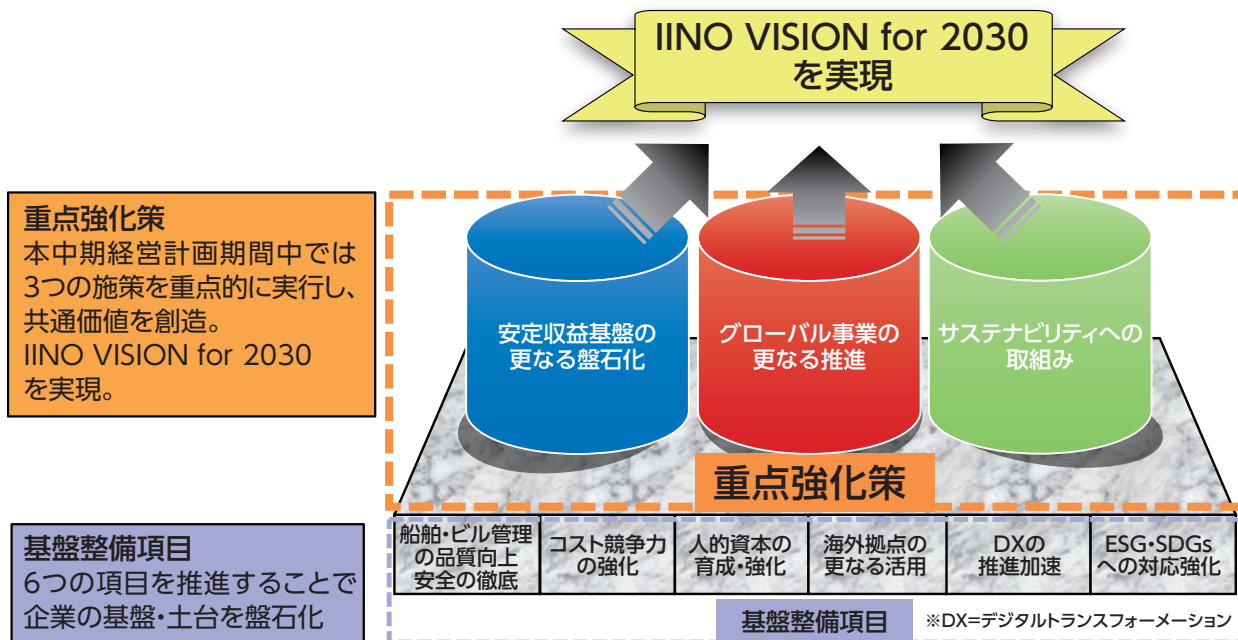 IINO VISION for 2030
を実現
重点強化策
本中期経営計画期間中では
3つの施策を重点的に実行し、
共通価値を創造。
IINO VISION for 2030
を実現。
安定収益基盤の
更なる盤石化
グローバル事業の
更なる推進
サステナビリティへの
取組み
重点強化策
基盤整備項目
6つの項目を推進することで
企業の基盤・土台を盤石化
船舶・ビル管理
の品質向上
安全の徹底
コスト競争力
の強化
人的資本の
育成・強化
海外拠点の
更なる活用
DXの
推進加速
ESG・SDGs
への対応強化
基盤整備項目
※DX=デジタルトランスフォーメーション